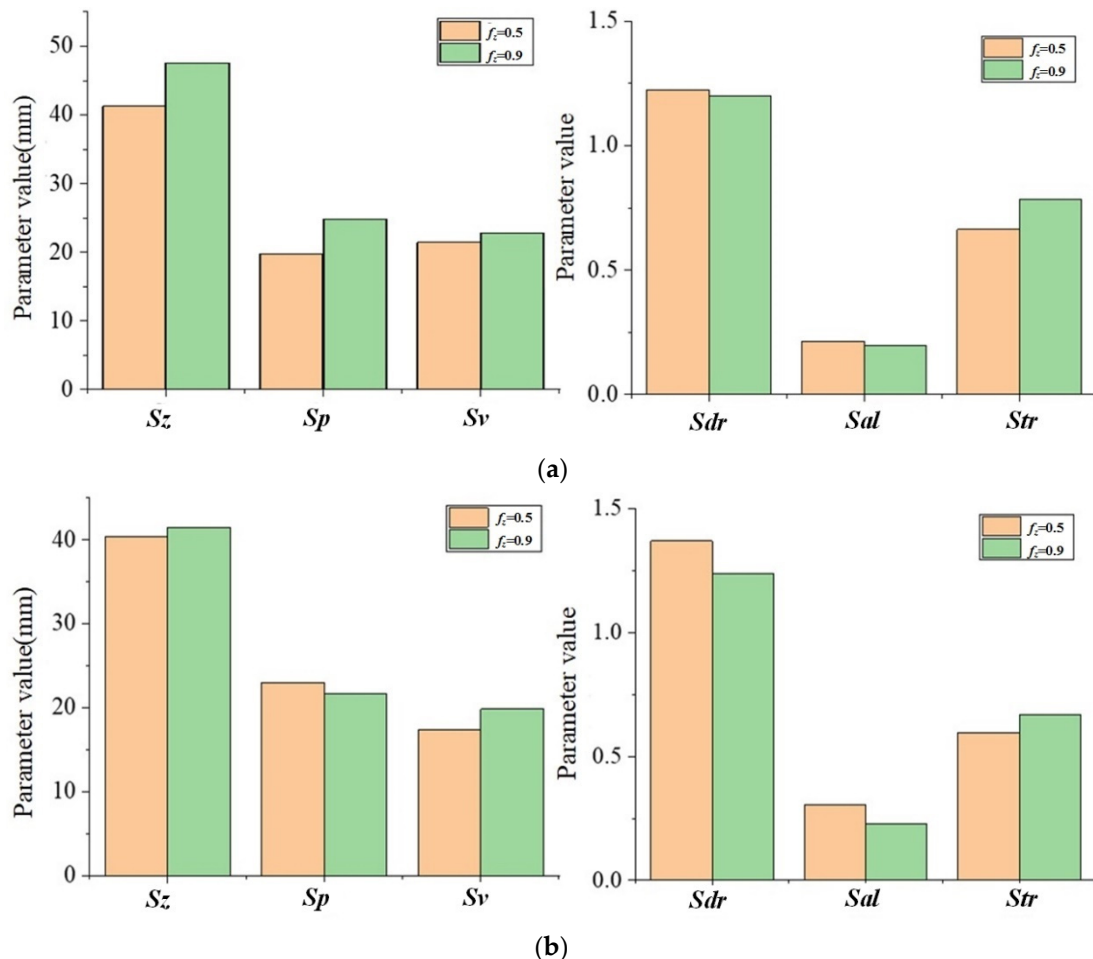 Parameter value(mm)
50
40
30
20
10
0
fz=0.5
fz=0.9
Sz
Sp
Sv
Parameter value
1.5
1.0
0.5
0.0
fz=0.5
fz=0.9
Sdr
Sal
Str
(a)
Parameter value(mm)
40
30
20
10
0
fz=0.5
fz=0.9
Sz
Sp
Sv
Parameter value
1.5
1.0
0.5
0.0
fz=0.5
fz=0.9
Sdr
Sal
Str
(b)